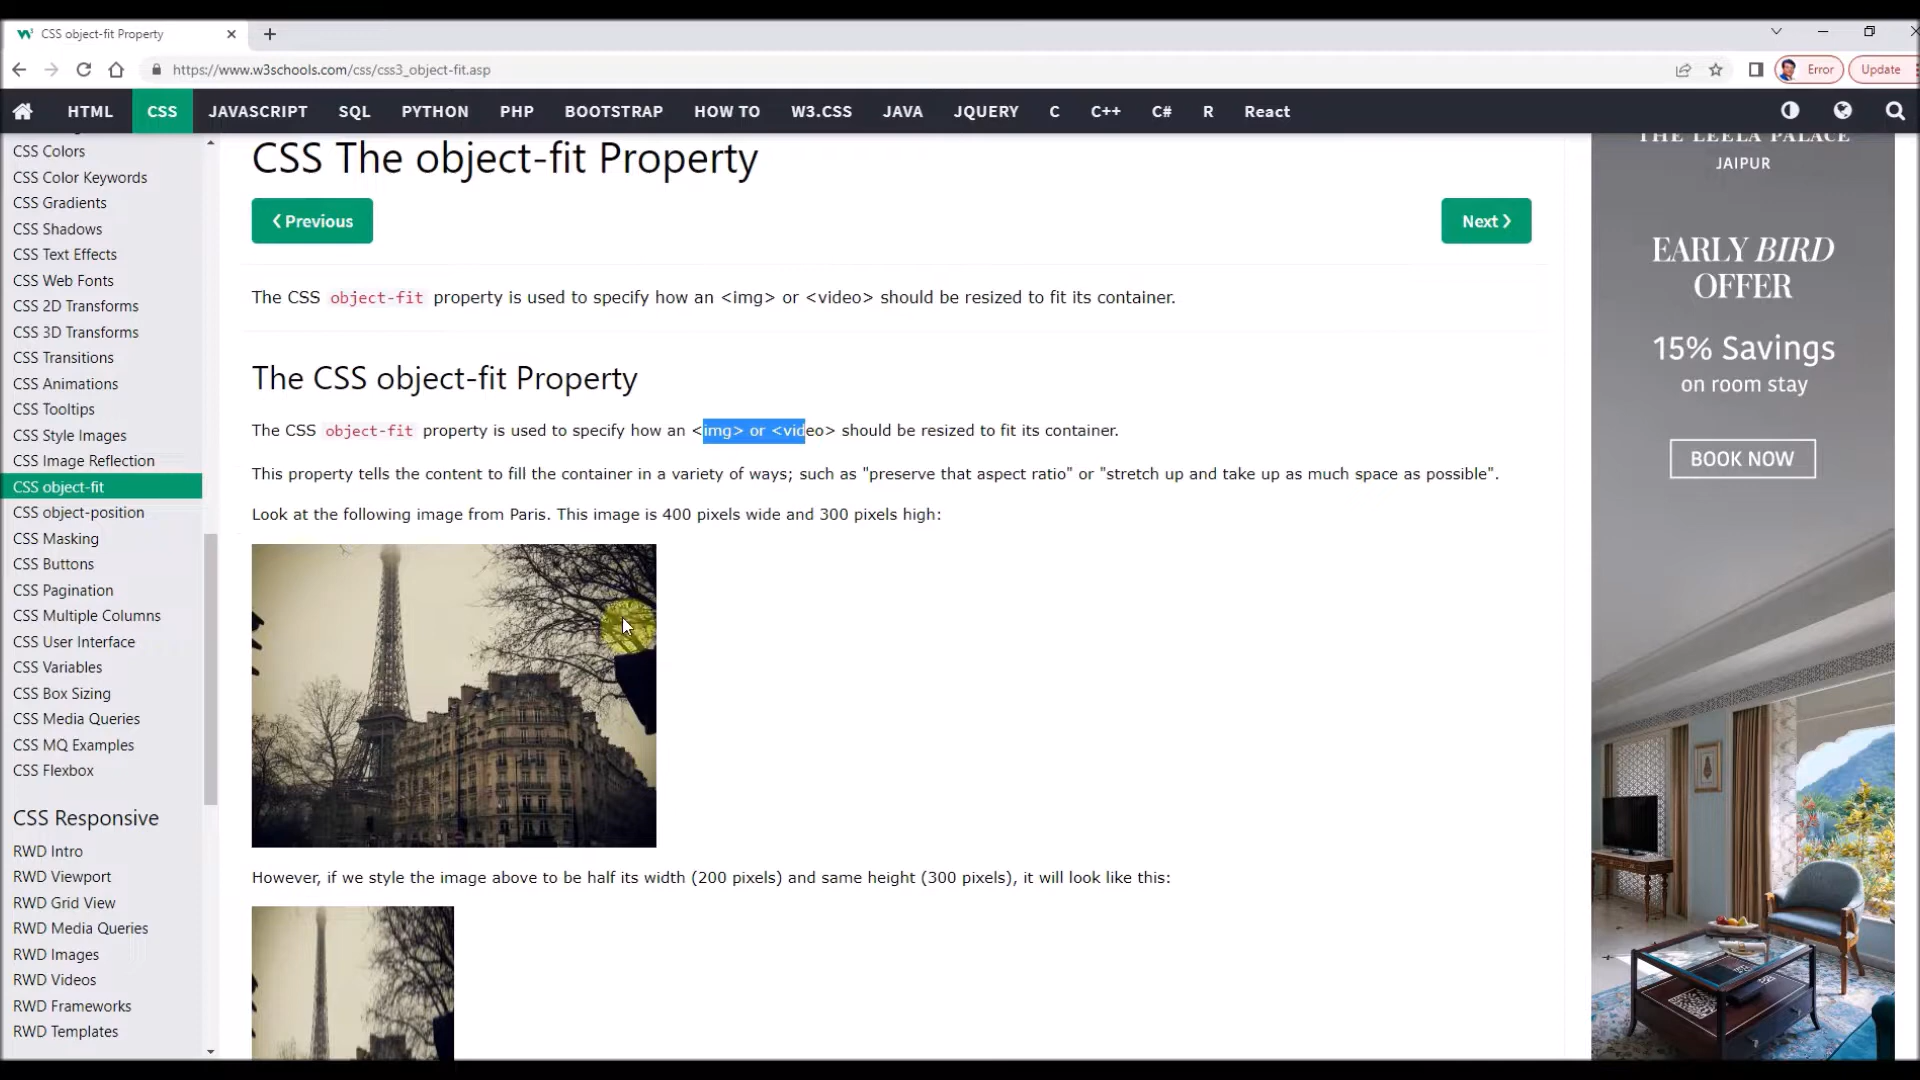 CSS object-fit Property
https://www.w3schools.com/css/css3_object-fit.asp
Error
Update
HTML CSS JAVASCRIPT SQL PYTHON PHP BOOTSTRAP HOW TO W3.CSS JAVA JQUERY C C++ C# R React
CSS Colors
CSS Color Keywords
CSS Gradients
CSS Shadows
CSS Text Effects
CSS Web Fonts
CSS 2D Transforms
CSS 3D Transforms
CSS Transitions
CSS Animations
CSS Tooltips
CSS Style Images
CSS Image Reflection
CSS object-fit
CSS object-position
CSS Masking
CSS Buttons
CSS Pagination
CSS Multiple Columns
CSS User Interface
CSS Variables
CSS Box Sizing
CSS Media Queries
CSS MQ Examples
CSS Flexbox
CSS Responsive
RWD Intro
RWD Viewport
RWD Grid View
RWD Media Queries
RWD Images
RWD Videos
RWD Frameworks
RWD Templates
CSS The object-fit Property
❮ Previous
Next ❯
The CSS object-fit property is used to specify how an <img> or <video> should be resized to fit its container.
The CSS object-fit Property
The CSS object-fit property is used to specify how an <img> or <video> should be resized to fit its container.
This property tells the content to fill the container in a variety of ways; such as "preserve that aspect ratio" or "stretch up and take up as much space as possible".
Look at the following image from Paris. This image is 400 pixels wide and 300 pixels high:
However, if we style the image above to be half its width (200 pixels) and same height (300 pixels), it will look like this:
THE LEELA PALACE
JAIPUR
EARLY BIRD
OFFER
15% Savings
on room stay
BOOK NOW